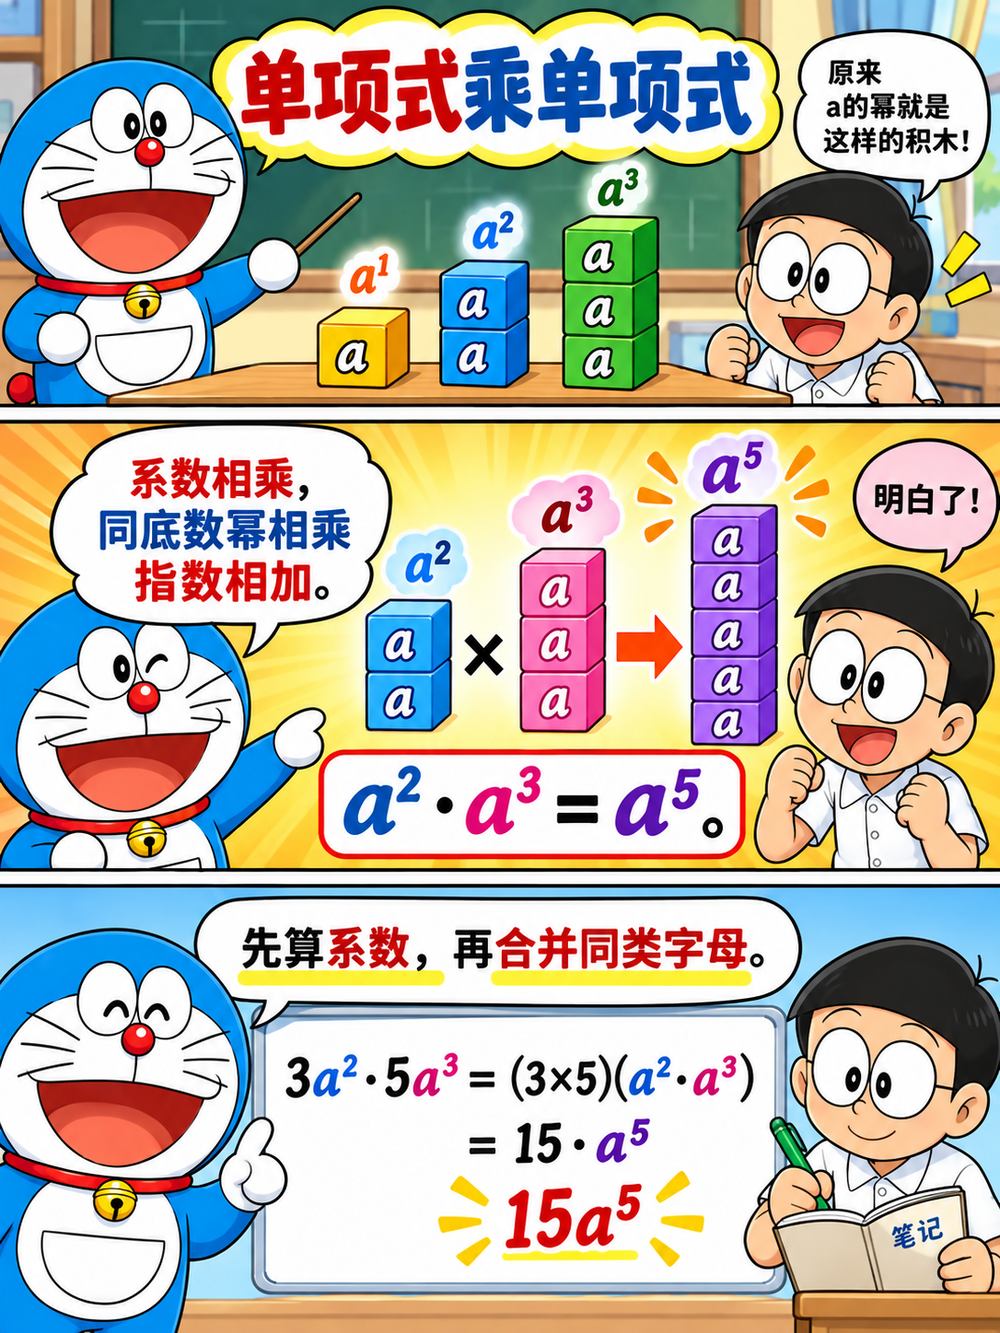 单项式乘单项式
原来
a的幂就是
这样的积木！
a¹
a²
a³
a
a
a
a
a
a
系数相乘，
同底数幂相乘
指数相加。
a²
a³
a⁵
明白了！
a
a
×
a
a
a
a
a
a
a
a
a²·a³=a⁵。
先算系数，再合并同类字母。
3a²·5a³=(3×5)(a²·a³)
=15·a⁵
15a⁵
笔记